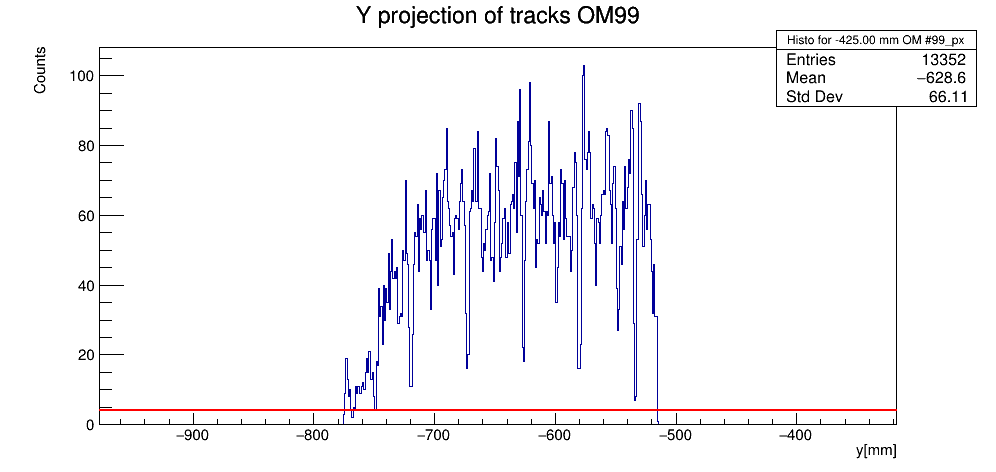 Y projection of tracks OM99
Histo for -425.00 mm OM #99_px
Entries 13352
Mean −628.6
Std Dev 66.11
Counts
100
80
60
40
20
0
−900 −800 −700 −600 −500 −400
y[mm]